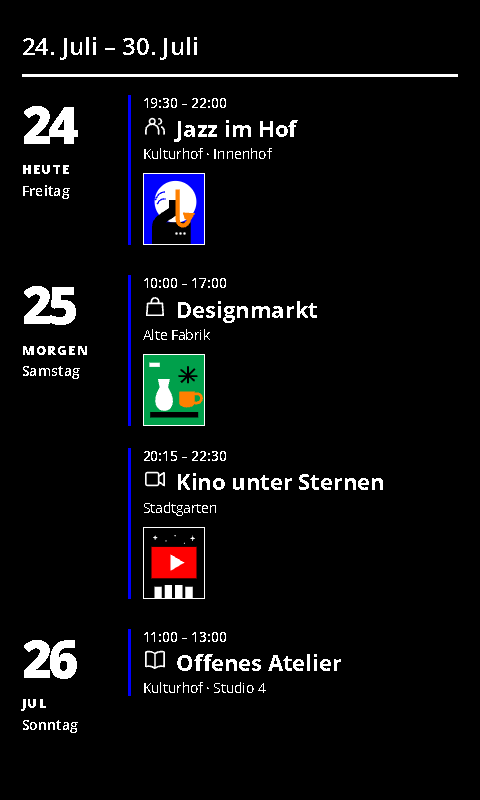 24. Juli – 30. Juli
24
HEUTE
Freitag
19:30 – 22:00
Jazz im Hof
Kulturhof · Innenhof
25
MORGEN
Samstag
10:00 – 17:00
Designmarkt
Alte Fabrik
20:15 – 22:30
Kino unter Sternen
Stadtgarten
26
JUL
Sonntag
11:00 – 13:00
Offenes Atelier
Kulturhof · Studio 4